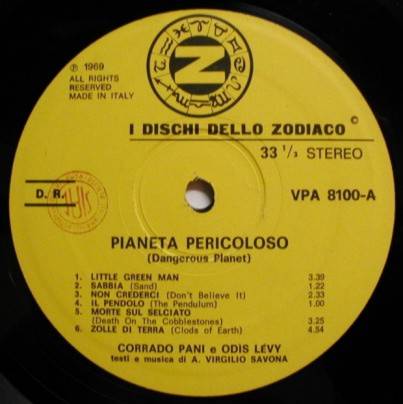 Z
℗ 1969
ALL RIGHTS
RESERVED
MADE IN ITALY
I DISCHI DELLO ZODIACO ©
33 1/3 STEREO
D. R.
VPA 8100-A
PIANETA PERICOLOSO
(Dangerous Planet)
1. LITTLE GREEN MAN 3.39
2. SABBIA (Sand) 1.22
3. NON CREDERCI (Don't Believe It) 2.33
4. IL PENDOLO (The Pendulum) 1.00
5. MORTE SUL SELCIATO
(Death On The Cobblestones) 3.25
6. ZOLLE DI TERRA (Clods of Earth) 4.54
CORRADO PANI e ODÌS LÉVY
testi e musica di A. VIRGILIO SAVONA